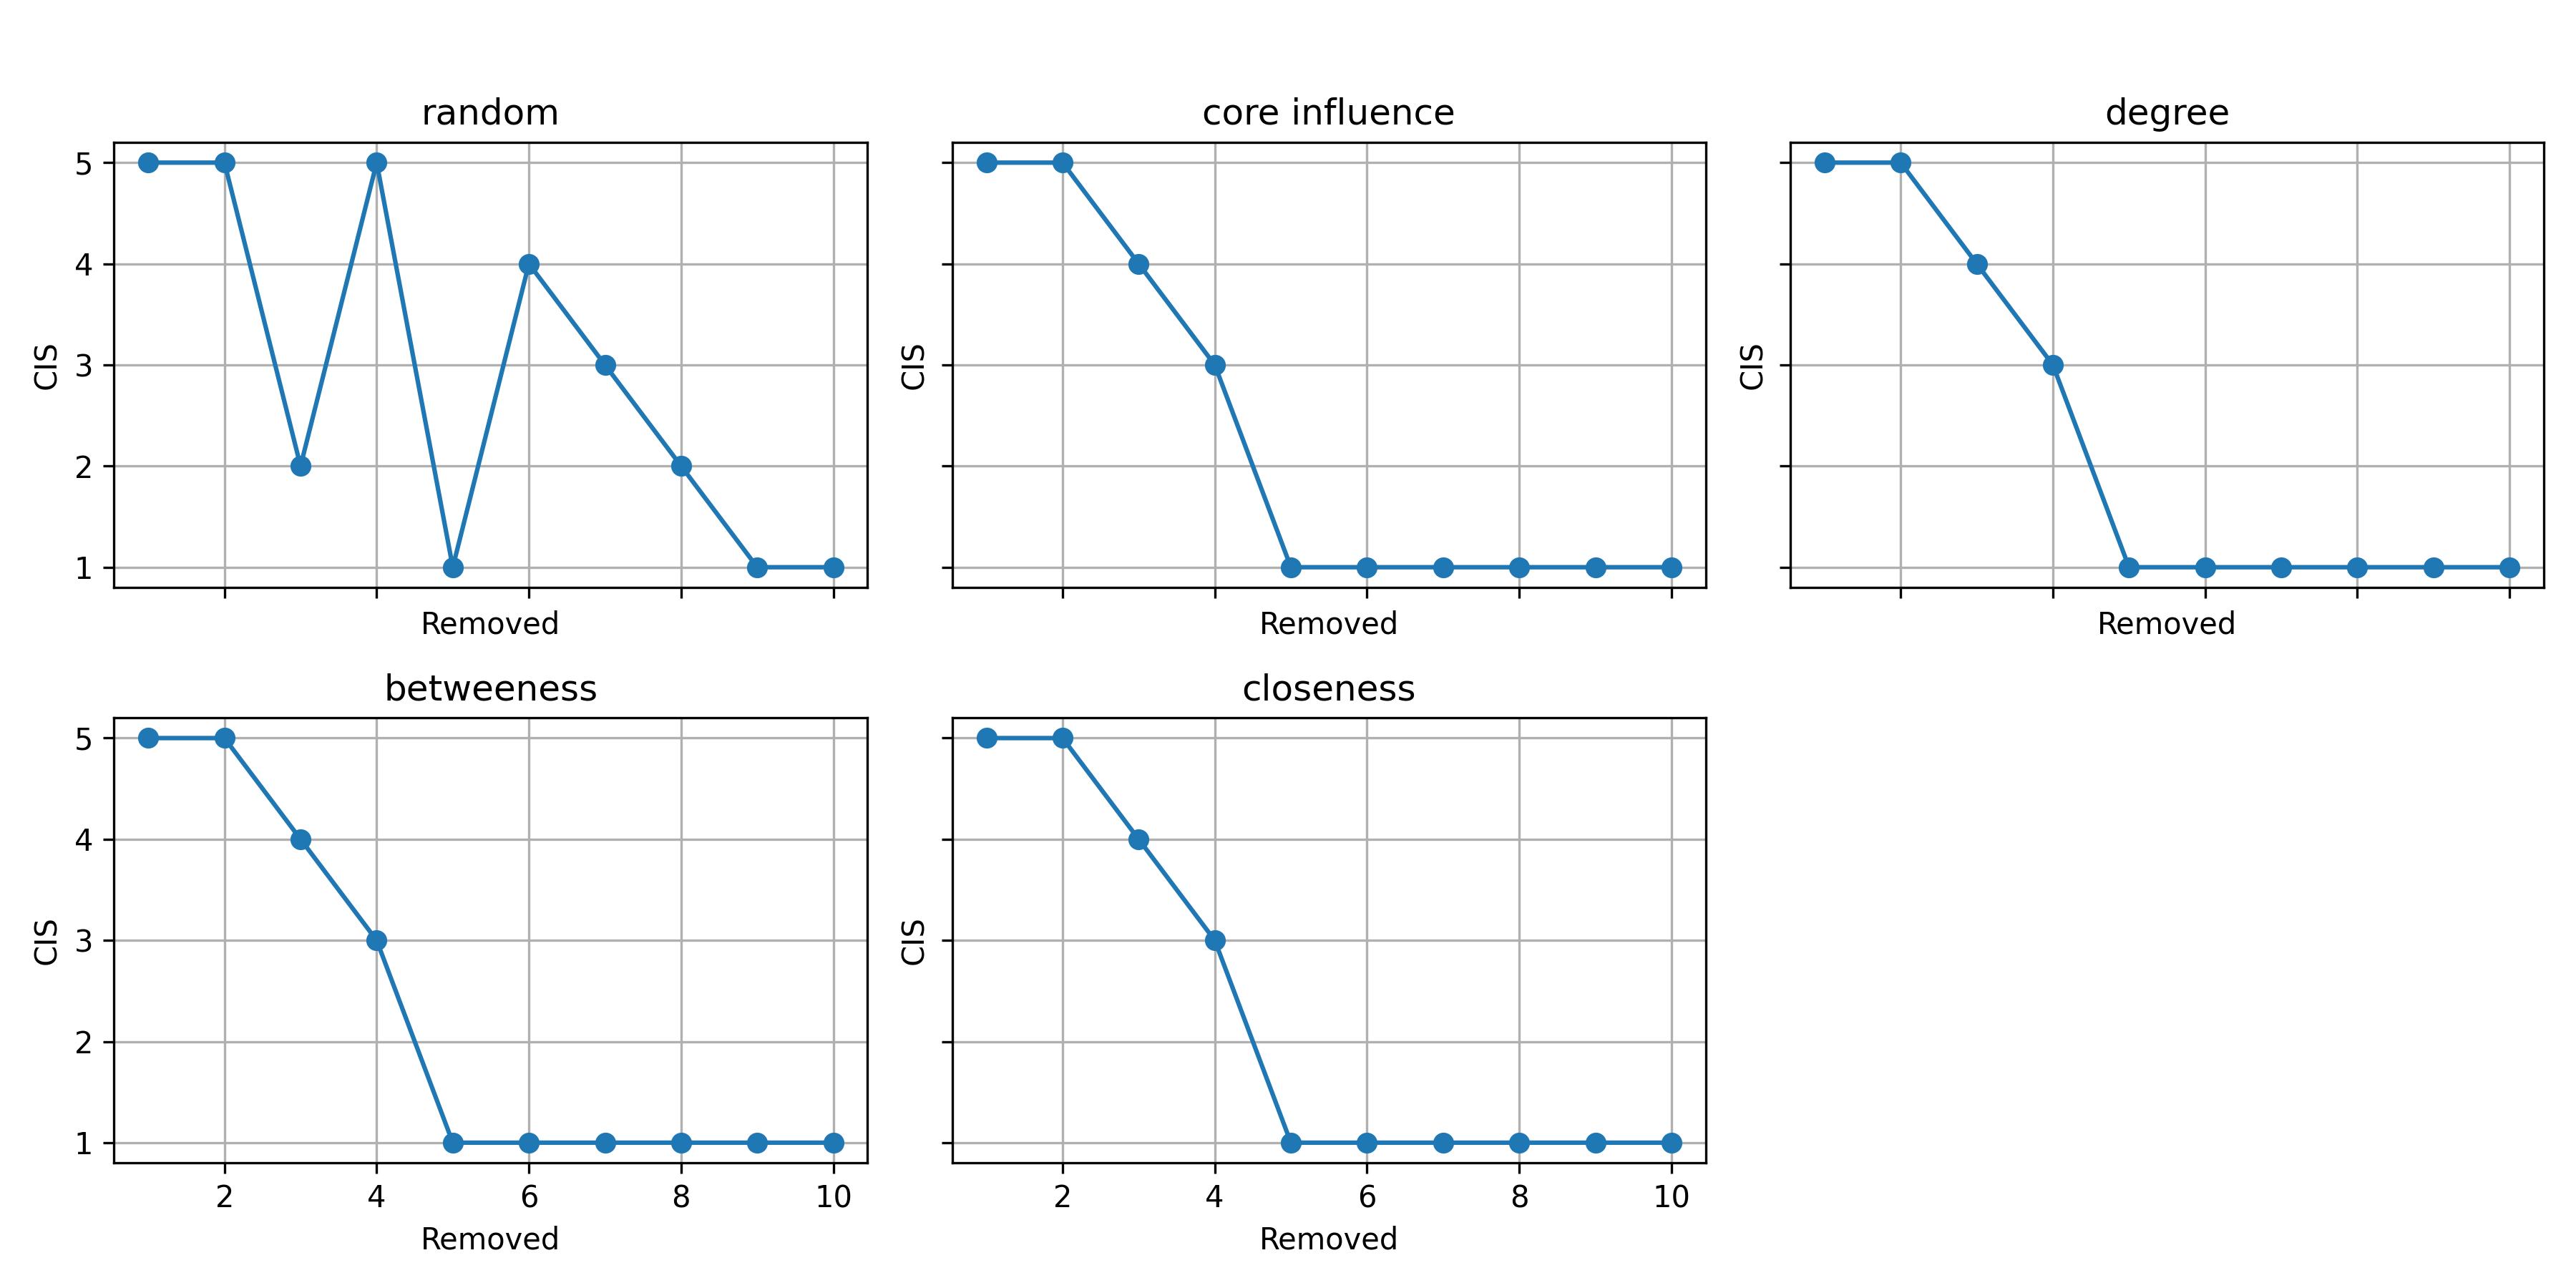 random
core influence
degree
5
4
3
2
1
CIS
CIS
CIS
Removed
Removed
Removed
betweeness
closeness
5
4
3
2
1
CIS
CIS
2 4 6 8 10
2 4 6 8 10
Removed
Removed